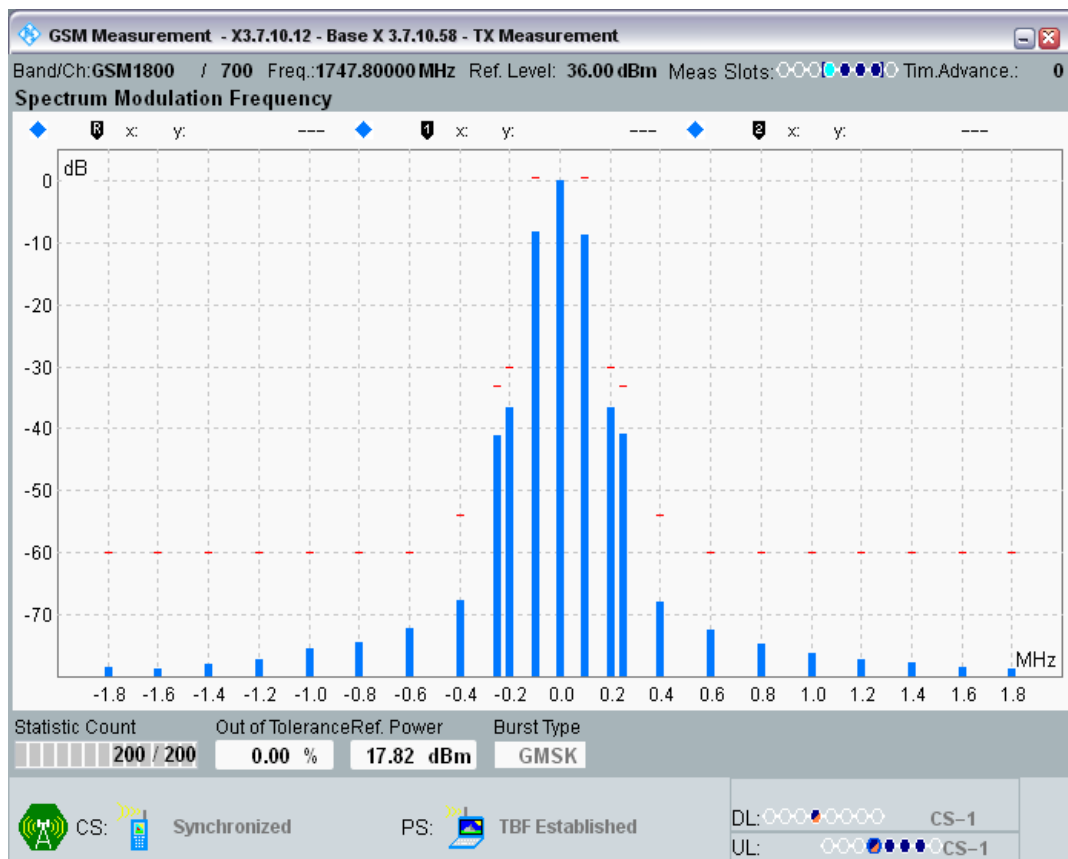 GSM Measurement - X3.7.10.12 - Base X 3.7.10.58 - TX Measurement
Band/Ch:GSM1800 / 700 Freq.:1747.80000 MHz Ref. Level: 36.00 dBm Meas Slots: Tim.Advance.: 0
Spectrum Modulation Frequency
R x: y: --- 1 x: y: --- 2 x: y: ---
dB
0
-10
-20
-30
-40
-50
-60
-70
MHz
-1.8 -1.6 -1.4 -1.2 -1.0 -0.8 -0.6 -0.4 -0.2 0.0 0.2 0.4 0.6 0.8 1.0 1.2 1.4 1.6 1.8
Statistic Count Out of Tolerance Ref. Power Burst Type
200 / 200 0.00 % 17.82 dBm GMSK
CS: Synchronized PS: TBF Established DL: CS-1
UL: CS-1